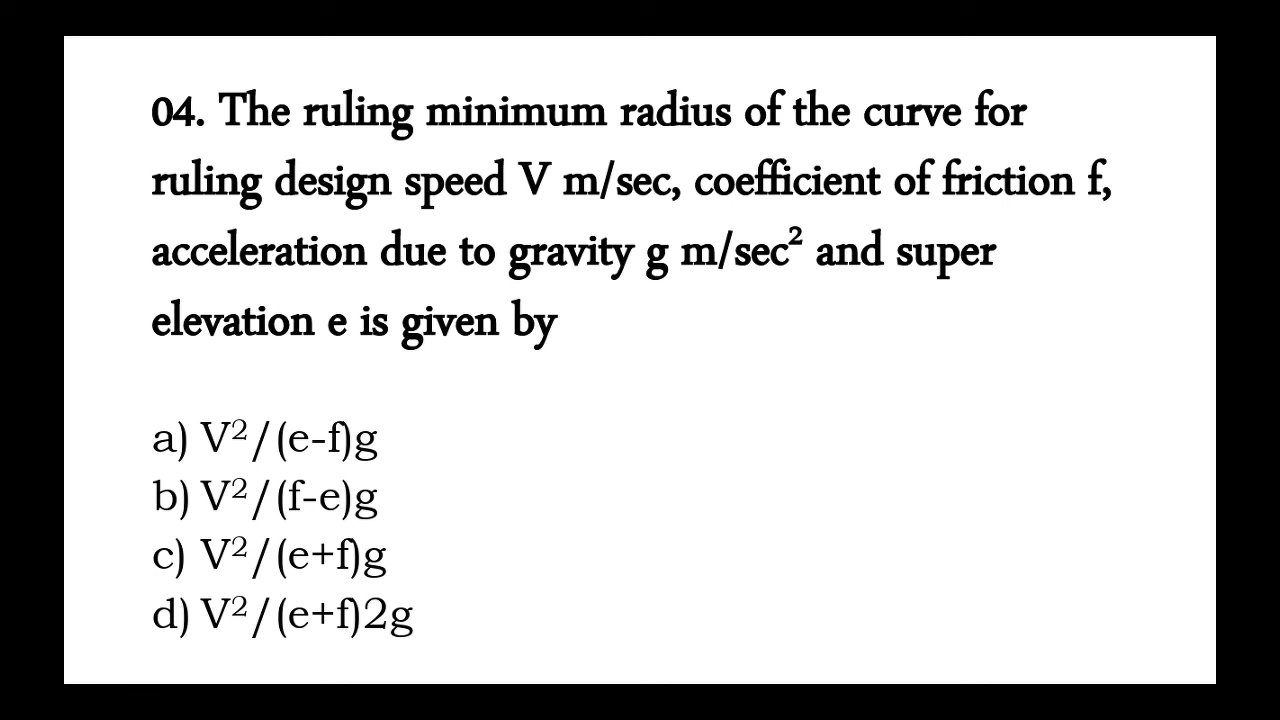 04. The ruling minimum radius of the curve for
ruling design speed V m/sec, coefficient of friction f,
acceleration due to gravity g m/sec² and super
elevation e is given by
a) V²/(e-f)g
b) V²/(f-e)g
c) V²/(e+f)g
d) V²/(e+f)2g